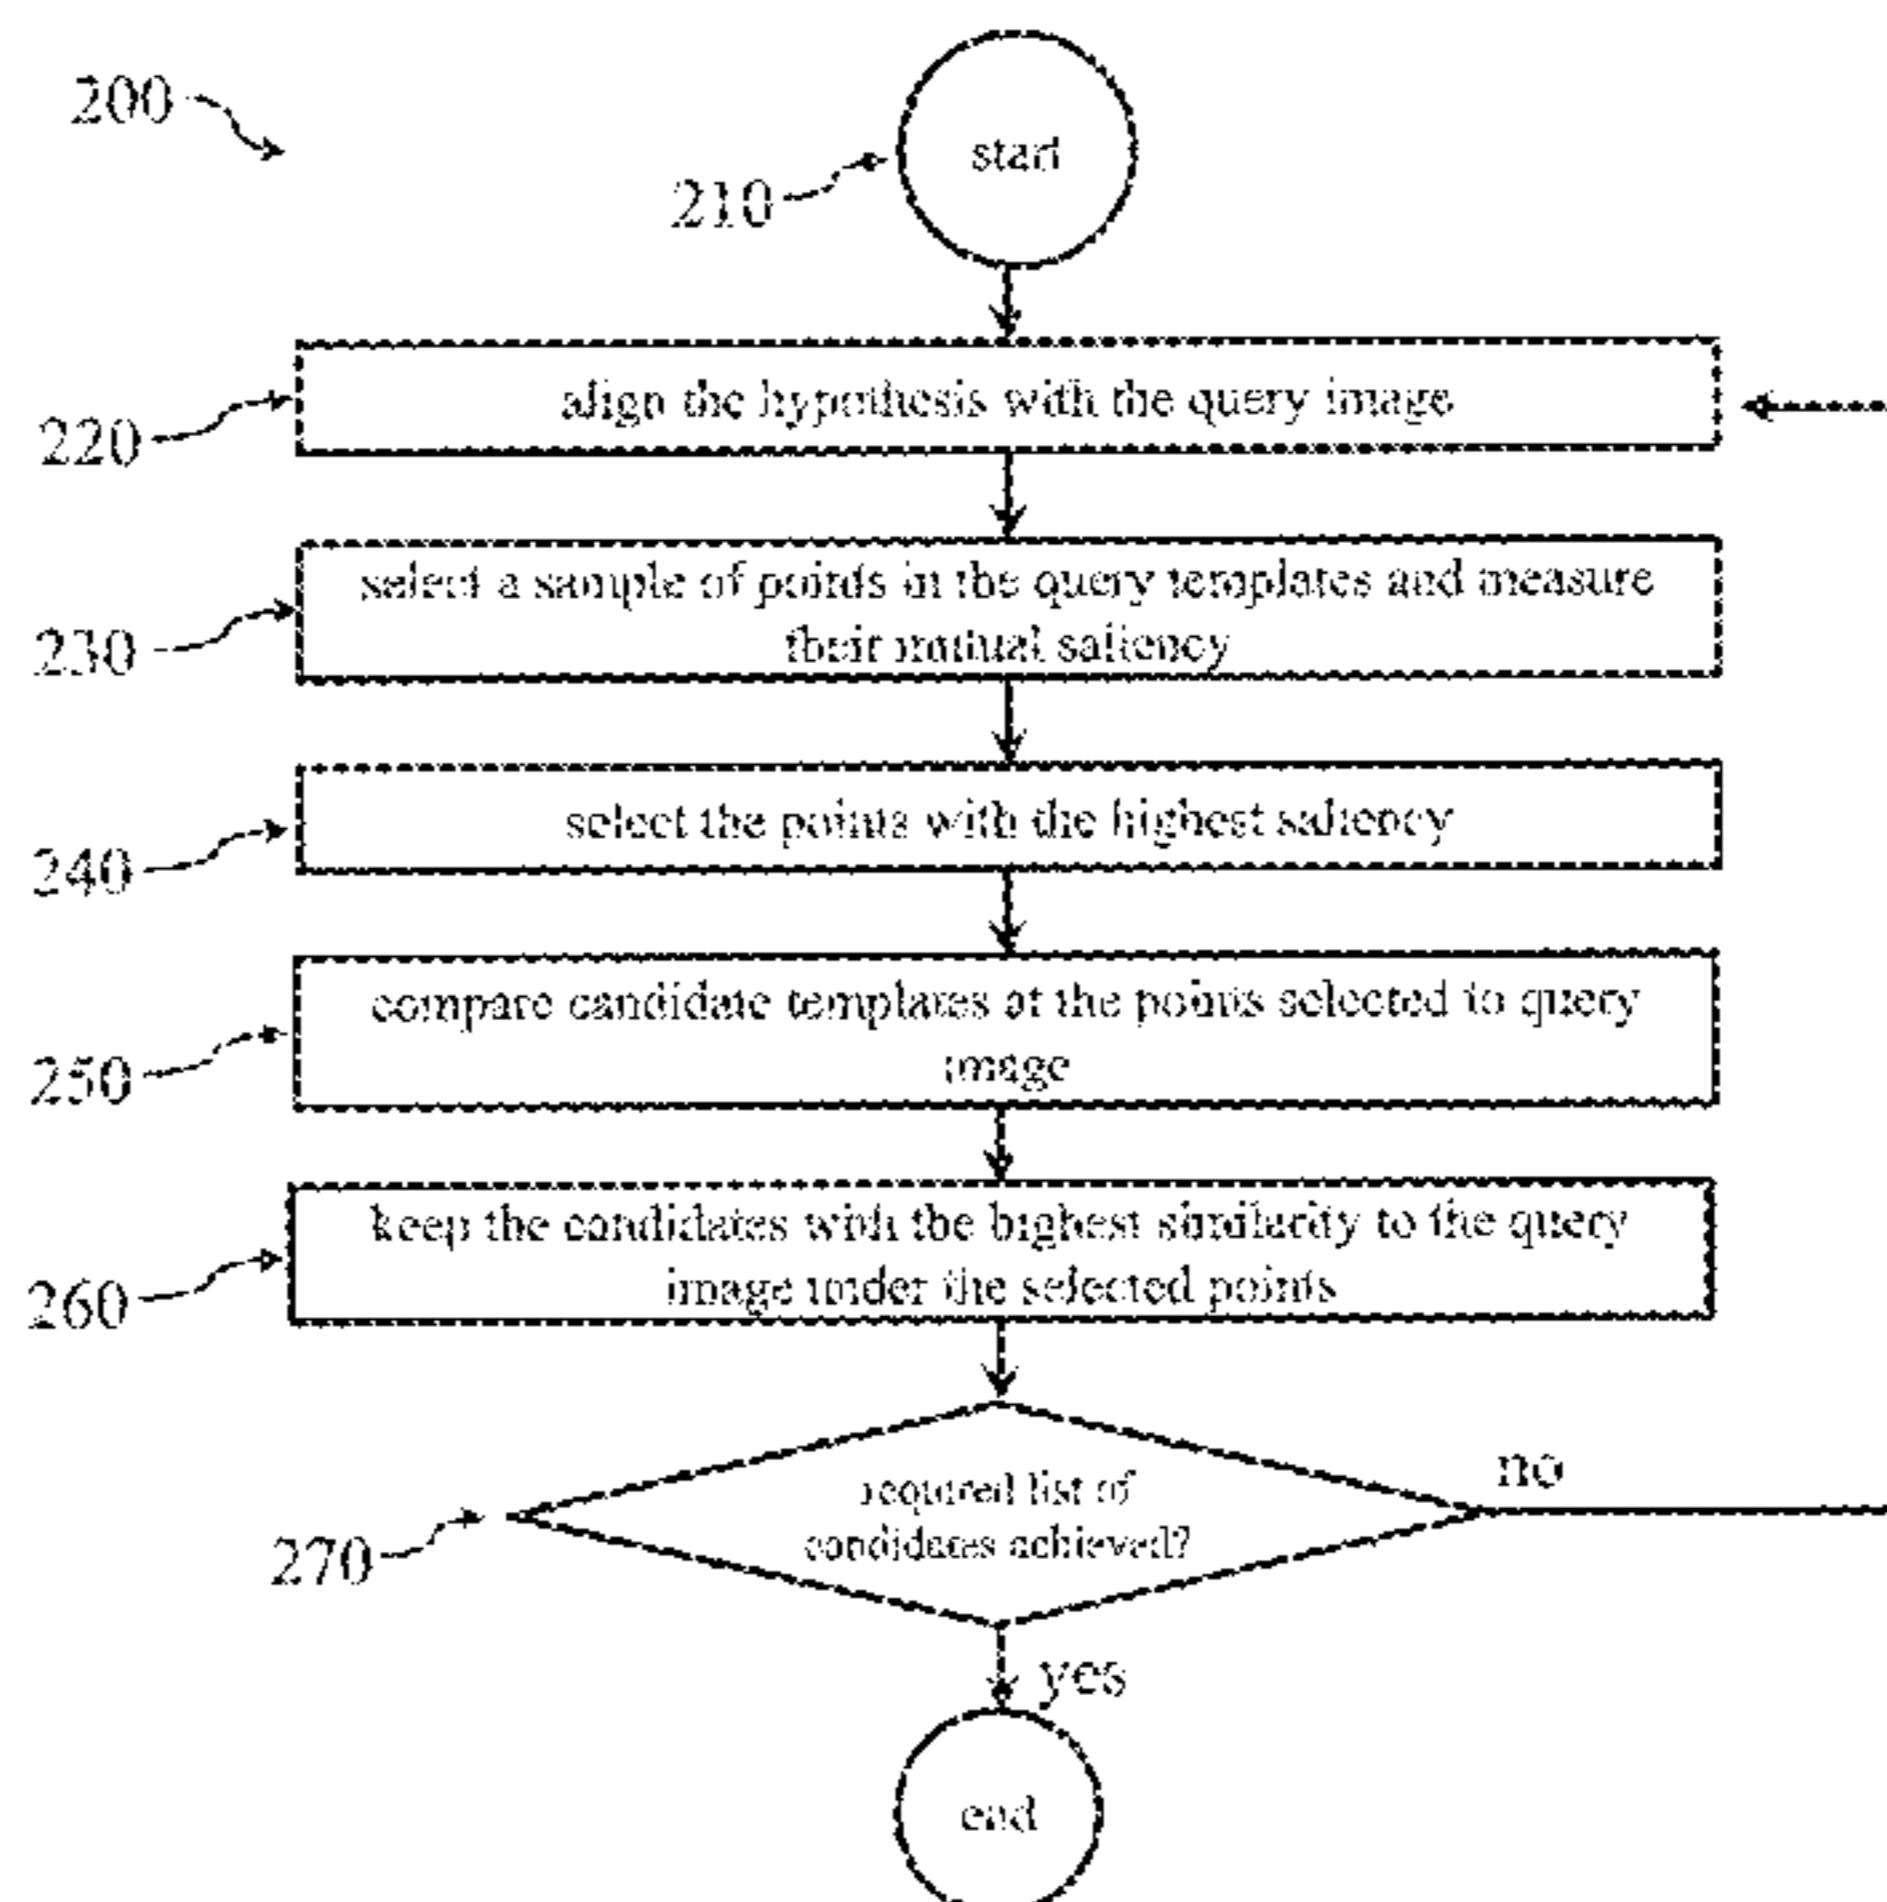 200
start
210
align the hypothesis with the query image
220
select a sample of points in the query templates and measure
their mutual saliency
230
select the points with the highest saliency
240
compare candidate templates at the points selected to query
image
250
keep the candidates with the highest similarity to the query
image under the selected points
260
required list of
candidates achieved?
no
270
yes
end